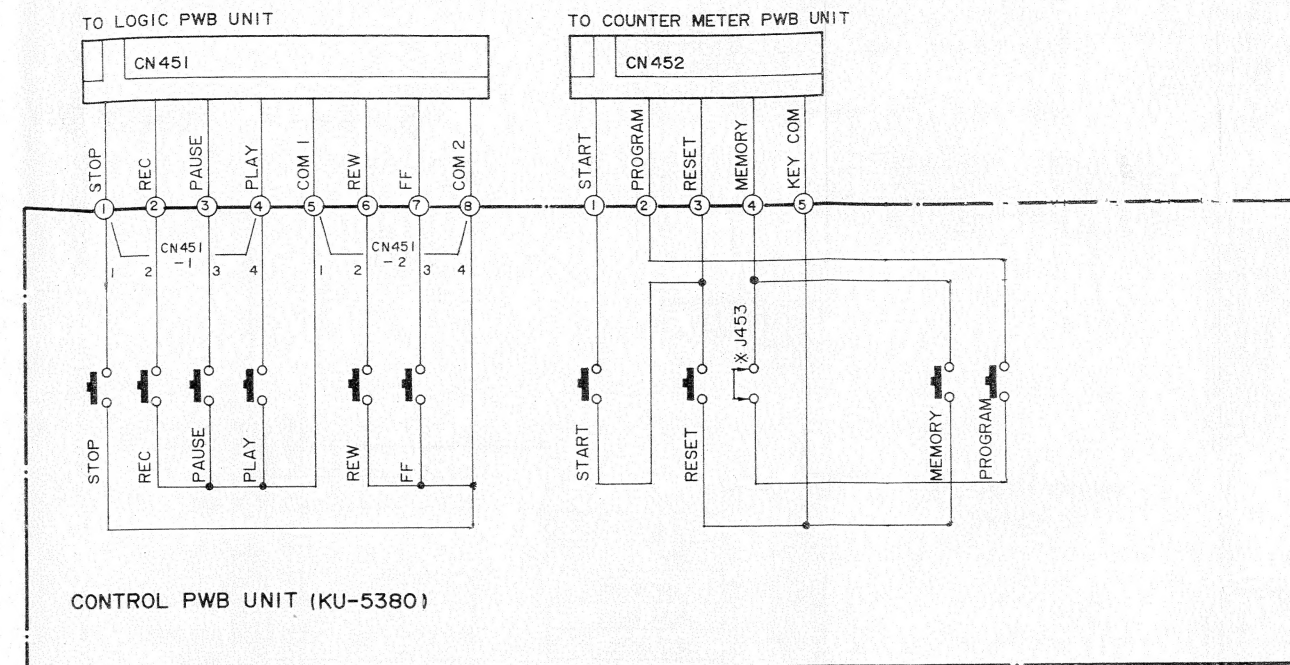 TO LOGIC PWB UNIT
TO COUNTER METER PWB UNIT
CN451
CN452
STOP
REC
PAUSE
PLAY
COM 1
REW
FF
COM 2
START
PROGRAM
RESET
MEMORY
KEY COM
1 2 3 4 5 6 7 8
1 2 3 4 5
CN451
-1
CN451
-2
1 2 3 4
1 2 3 4
※ J453
STOP
REC
PAUSE
PLAY
REW
FF
START
RESET
MEMORY
PROGRAM
CONTROL PWB UNIT (KU-5380)